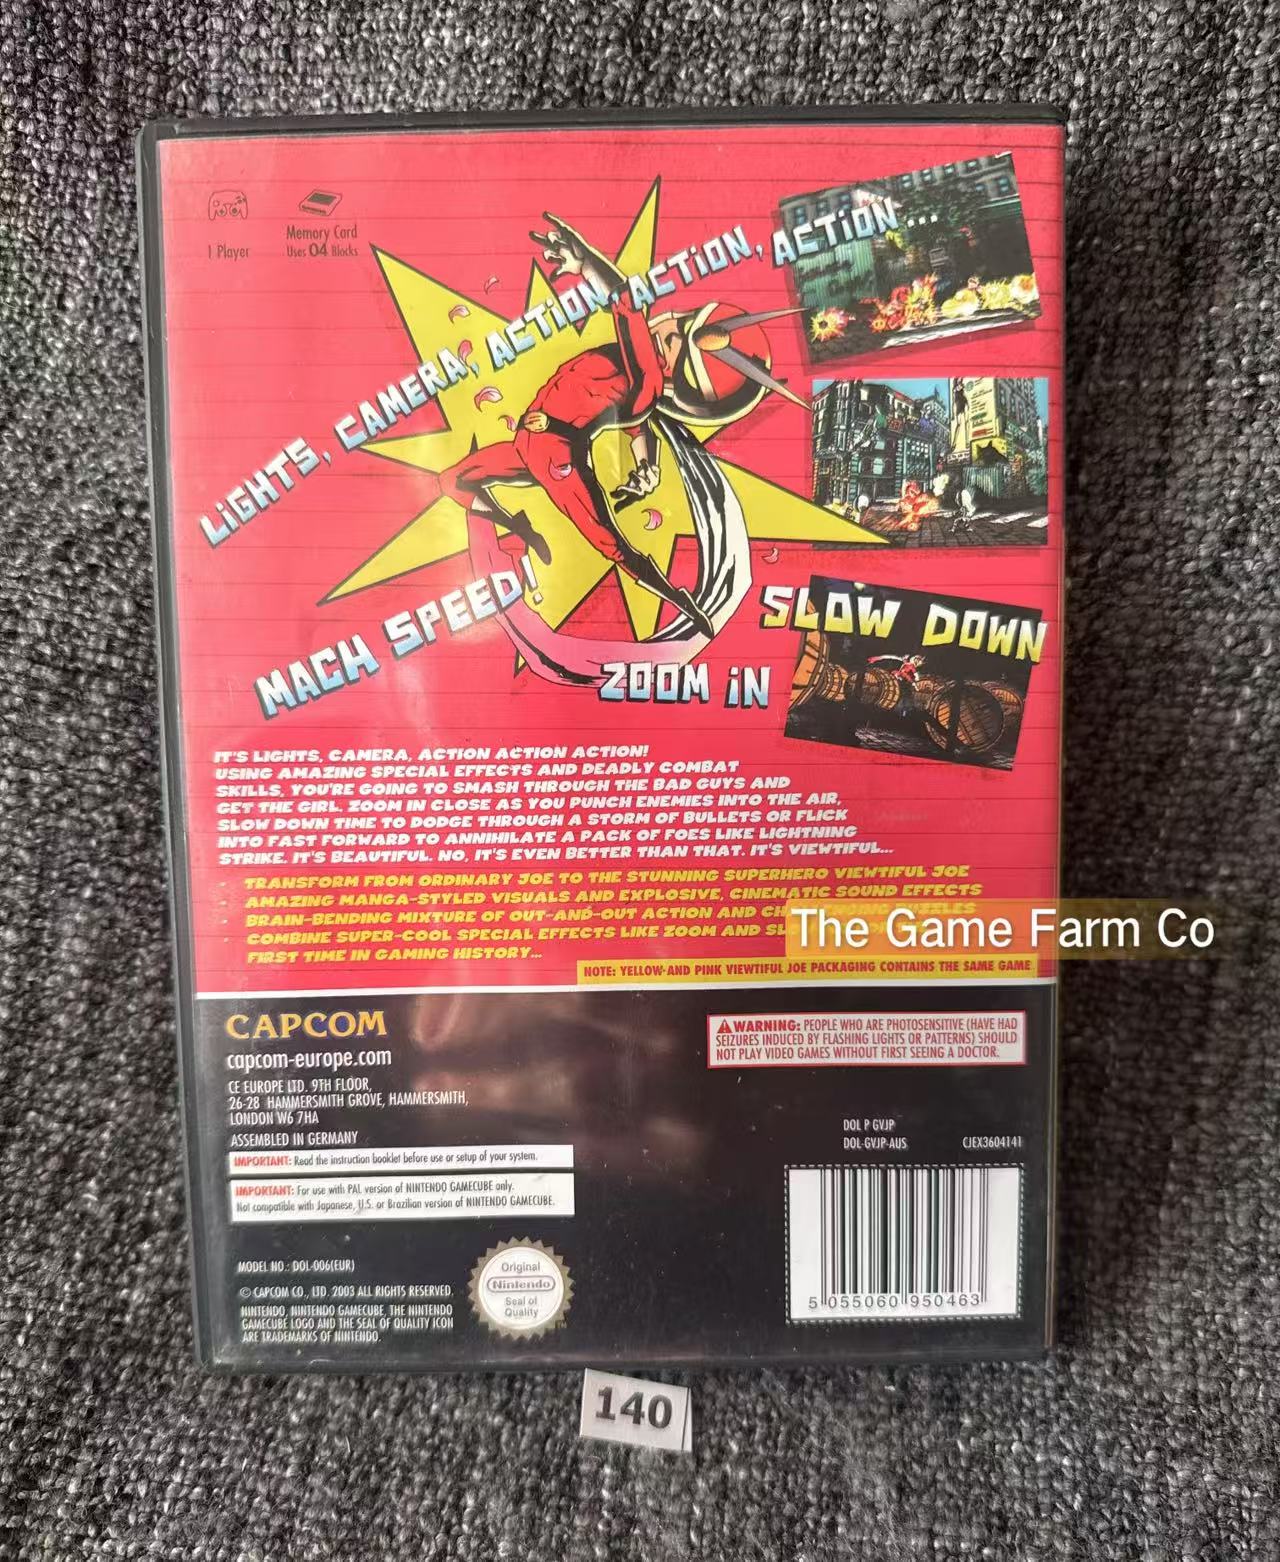 1 Player
Memory Card
Uses 04 Blocks
LiGHTS, CAMERA, ACTiON, ACTiON, ACTiON...
MACH SPEED!
ZOOM iN
SLOW DOWN
IT'S LIGHTS, CAMERA, ACTION ACTION ACTION!
USING AMAZING SPECIAL EFFECTS AND DEADLY COMBAT
SKILLS, YOU'RE GOING TO SMASH THROUGH THE BAD GUYS AND
GET THE GIRL. ZOOM IN CLOSE AS YOU PUNCH ENEMIES INTO THE AIR,
SLOW DOWN TIME TO DODGE THROUGH A STORM OF BULLETS OR FLICK
INTO FAST FORWARD TO ANNIHILATE A PACK OF FOES LIKE LIGHTNING
STRIKE. IT'S BEAUTIFUL. NO, IT'S EVEN BETTER THAN THAT. IT'S VIEWTIFUL...
- TRANSFORM FROM ORDINARY JOE TO THE STUNNING SUPERHERO VIEWTIFUL JOE
- AMAZING MANGA-STYLED VISUALS AND EXPLOSIVE, CINEMATIC SOUND EFFECTS
- BRAIN-BENDING MIXTURE OF OUT-AND-OUT ACTION AND PUZZLES
- COMBINE SUPER-COOL SPECIAL EFFECTS LIKE ZOOM AND
FIRST TIME IN GAMING HISTORY...
The Game Farm Co
NOTE: YELLOW AND PINK VIEWTIFUL JOE PACKAGING CONTAINS THE SAME GAME
CAPCOM
capcom-europe.com
CE EUROPE LTD. 9TH FLOOR,
26-28 HAMMERSMITH GROVE, HAMMERSMITH,
LONDON W6 7HA
ASSEMBLED IN GERMANY
IMPORTANT: Read the instruction booklet before use or setup of your system.
IMPORTANT: For use with PAL version of NINTENDO GAMECUBE only.
Not compatible with Japanese, U.S. or Brazilian version of NINTENDO GAMECUBE.
MODEL NO.: DOL-006(EUR)
© CAPCOM CO., LTD. 2003 ALL RIGHTS RESERVED.
NINTENDO, NINTENDO GAMECUBE, THE NINTENDO
GAMECUBE LOGO AND THE SEAL OF QUALITY ICON
ARE TRADEMARKS OF NINTENDO.
Original
Nintendo
Seal of
Quality
WARNING: PEOPLE WHO ARE PHOTOSENSITIVE (HAVE HAD
SEIZURES INDUCED BY FLASHING LIGHTS OR PATTERNS) SHOULD
NOT PLAY VIDEO GAMES WITHOUT FIRST SEEING A DOCTOR.
DOL P GVJP
DOL-GVJP-AUS
CJEX3604141
5 055060 950463
140